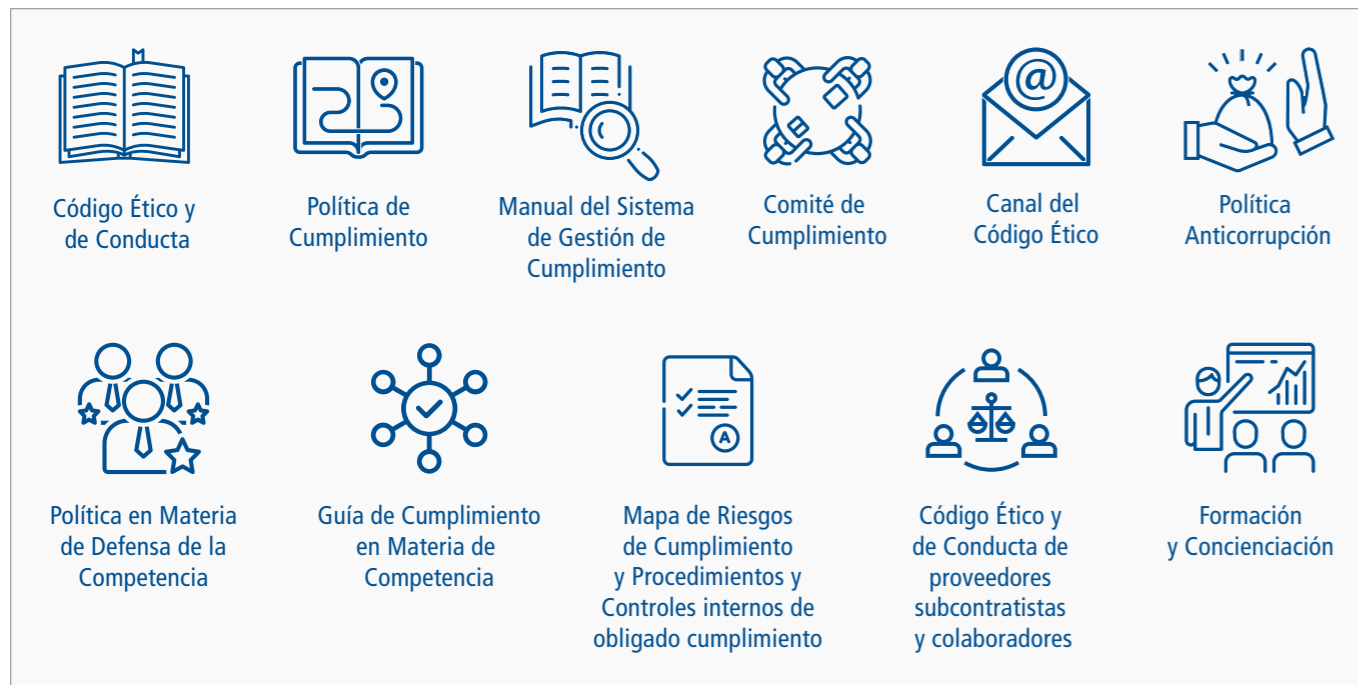 @
Código Ético y
de Conducta
Política de
Cumplimiento
Manual del Sistema
de Gestión de
Cumplimiento
Comité de
Cumplimiento
Canal del
Código Ético
Política
Anticorrupción
A
Política en Materia
de Defensa de la
Competencia
Guía de Cumplimiento
en Materia de
Competencia
Mapa de Riesgos
de Cumplimiento
y Procedimientos y
Controles internos de
obligado cumplimiento
Código Ético y
de Conducta de
proveedores
subcontratistas
y colaboradores
Formación
y Concienciación